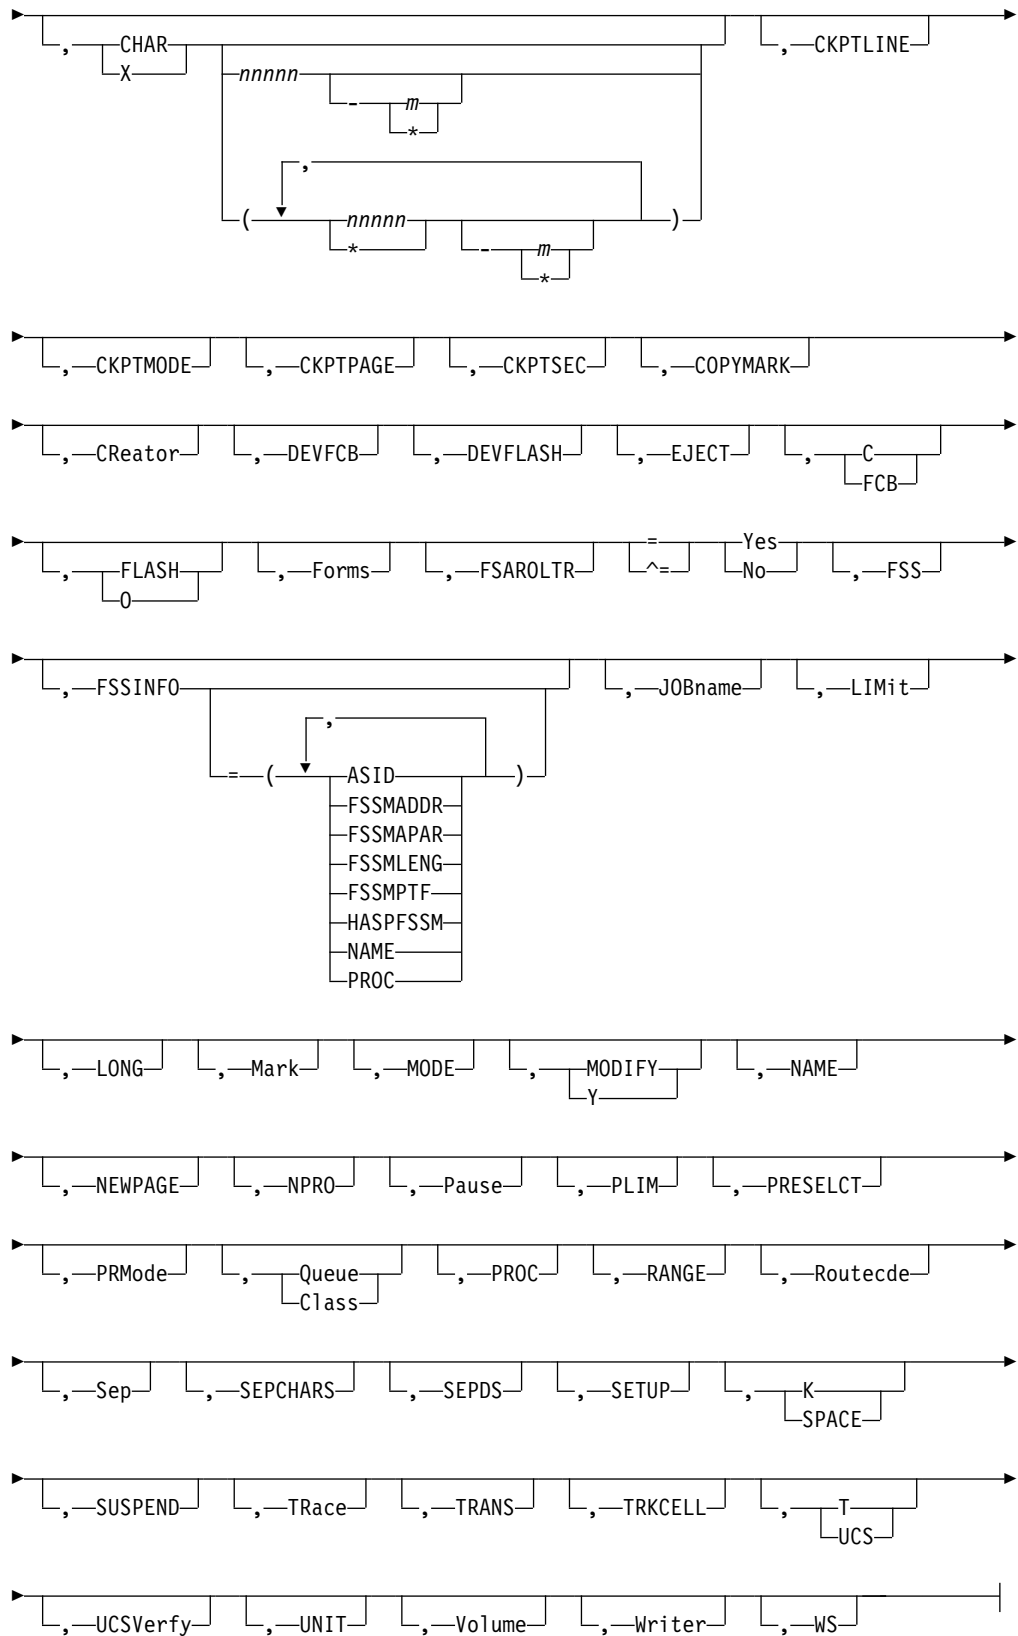 , CHAR , CKPTLINE
X nnnnn
- m
*
,
( nnnnn )
* - m
*
, CKPTMODE , CKPTPAGE , CKPTSEC , COPYMARK
, CReator , DEVFCB , DEVFLASH , EJECT , C
FCB
, FLASH , Forms , FSAROLTR = Yes , FSS
O ^= No
, FSSINFO , JOBname , LIMit
,
= ( ASID )
FSSMADDR
FSSMAPAR
FSSMLENG
FSSMPTF
HASPFSSM
NAME
PROC
, LONG , Mark , MODE , MODIFY , NAME
Y
, NEWPAGE , NPRO , Pause , PLIM , PRESELCT
, PRMode , Queue , PROC , RANGE , Routecde
Class
, Sep , SEPCHARS , SEPDS , SETUP , K
SPACE
, SUSPEND , TRace , TRANS , TRKCELL , T
UCS
, UCSVerfy , UNIT , Volume , Writer , WS